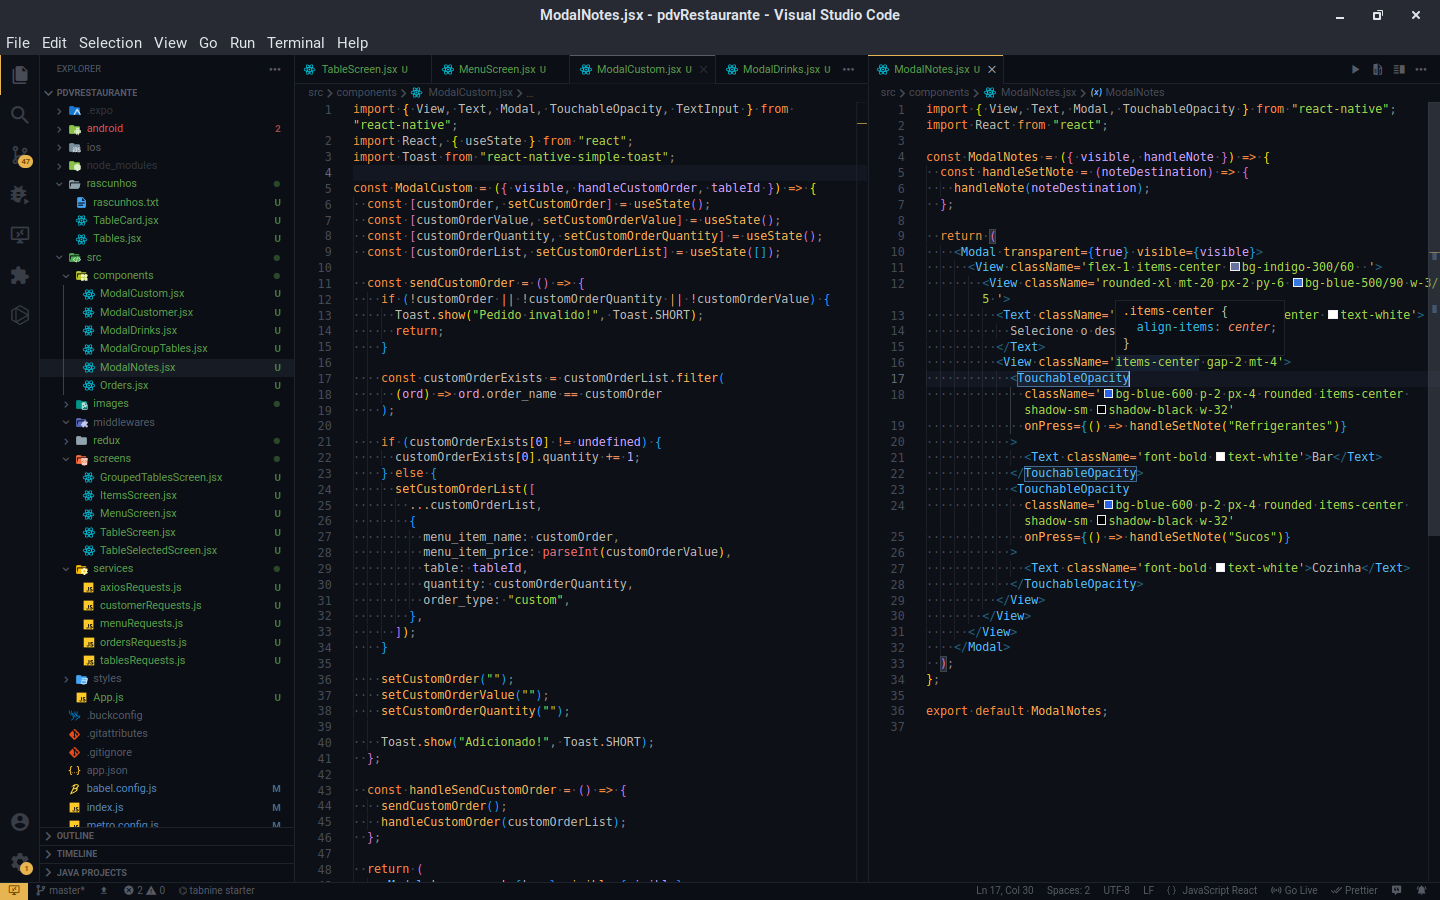 ModalNotes.jsx - pdvRestaurante - Visual Studio Code
File Edit Selection View Go Run Terminal Help
EXPLORER
PDVRESTAURANTE
.expo
android 2
ios
node_modules
rascunhos
rascunhos.txt U
TableCard.jsx U
Tables.jsx U
src
components
ModalCustom.jsx U
ModalCustomer.jsx U
ModalDrinks.jsx U
ModalGroupTables.jsx U
ModalNotes.jsx U
Orders.jsx U
images
middlewares
redux
screens
GroupedTablesScreen.jsx U
ItemsScreen.jsx U
MenuScreen.jsx U
TableScreen.jsx U
TableSelectedScreen.jsx U
services
axiosRequests.js U
customerRequests.js U
menuRequests.js U
ordersRequests.js U
tablesRequests.js U
styles
App.js U
.buckconfig
.gitattributes
.gitignore
app.json
babel.config.js M
index.js M
metro.config.js M
OUTLINE
TIMELINE
JAVA PROJECTS
47
1
TableScreen.jsx U MenuScreen.jsx U ModalCustom.jsx U ModalDrinks.jsx U
src > components > ModalCustom.jsx > ...
1 import { View, Text, Modal, TouchableOpacity, TextInput } from
"react-native";
2 import React, { useState } from "react";
3 import Toast from "react-native-simple-toast";
4
5 const ModalCustom = ({ visible, handleCustomOrder, tableId }) => {
6 const [customOrder, setCustomOrder] = useState();
7 const [customOrderValue, setCustomOrderValue] = useState();
8 const [customOrderQuantity, setCustomOrderQuantity] = useState();
9 const [customOrderList, setCustomOrderList] = useState([]);
10
11 const sendCustomOrder = () => {
12 if (!customOrder || !customOrderQuantity || !customOrderValue) {
13 Toast.show("Pedido invalido!", Toast.SHORT);
14 return;
15 }
16
17 const customOrderExists = customOrderList.filter(
18 (ord) => ord.order_name == customOrder
19 );
20
21 if (customOrderExists[0] != undefined) {
22 customOrderExists[0].quantity += 1;
23 } else {
24 setCustomOrderList([
25 ...customOrderList,
26 {
27 menu_item_name: customOrder,
28 menu_item_price: parseInt(customOrderValue),
29 table: tableId,
30 quantity: customOrderQuantity,
31 order_type: "custom",
32 },
33 ]);
34 }
35
36 setCustomOrder("");
37 setCustomOrderValue("");
38 setCustomOrderQuantity("");
39
40 Toast.show("Adicionado!", Toast.SHORT);
41 };
42
43 const handleSendCustomOrder = () => {
44 sendCustomOrder();
45 handleCustomOrder(customOrderList);
46 };
47
48 return (
ModalNotes.jsx U
src > components > ModalNotes.jsx > ModalNotes
1 import { View, Text, Modal, TouchableOpacity } from "react-native";
2 import React from "react";
3
4 const ModalNotes = ({ visible, handleNote }) => {
5 const handleSetNote = (noteDestination) => {
6 handleNote(noteDestination);
7 };
8
9 return (
10 <Modal transparent={true} visible={visible}>
11 <View className='flex-1 items-center bg-indigo-300/60 '>
12 <View className='rounded-xl mt-20 px-2 py-6 bg-blue-500/90 w-3/
5 '>
13 <Text className='
enter text-white'>
14 Selecione o des
15 </Text>
.items-center {
align-items: center;
}
16 <View className='items-center gap-2 mt-4'>
17 <TouchableOpacity
18 className='bg-blue-600 p-2 px-4 rounded items-center
shadow-sm shadow-black w-32'
19 onPress={() => handleSetNote("Refrigerantes")}
20 >
21 <Text className='font-bold text-white'>Bar</Text>
22 </TouchableOpacity>
23 <TouchableOpacity
24 className='bg-blue-600 p-2 px-4 rounded items-center
shadow-sm shadow-black w-32'
25 onPress={() => handleSetNote("Sucos")}
26 >
27 <Text className='font-bold text-white'>Cozinha</Text>
28 </TouchableOpacity>
29 </View>
30 </View>
31 </View>
32 </Modal>
33 );
34 };
35
36 export default ModalNotes;
37
master* 2 0 tabnine starter Ln 17, Col 30 Spaces: 2 UTF-8 LF { } JavaScript React Go Live Prettier